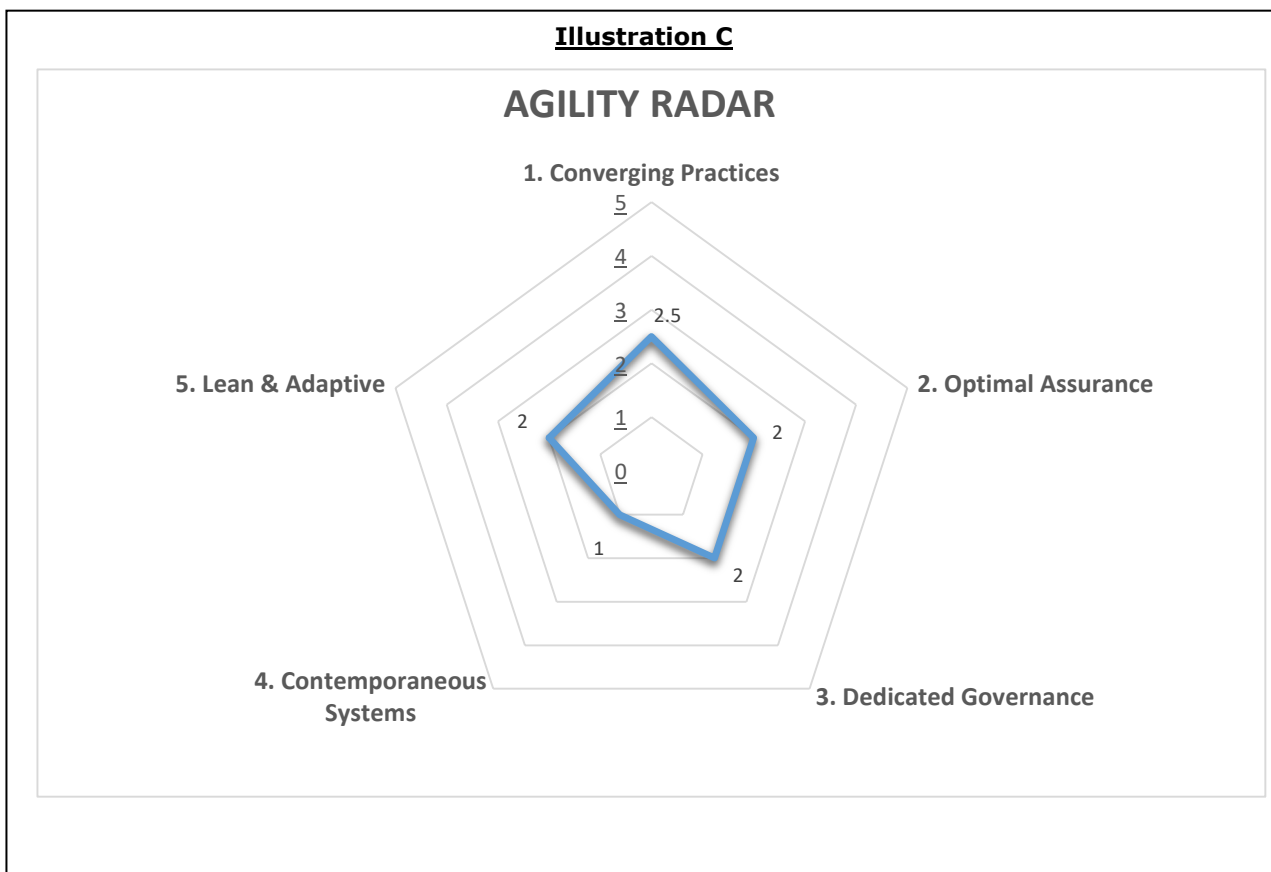 Illustration C
AGILITY RADAR
1. Converging Practices
5
4
3
2.5
2
1
0
5. Lean & Adaptive
2
2. Optimal Assurance
2
1
2
4. Contemporaneous
Systems
3. Dedicated Governance